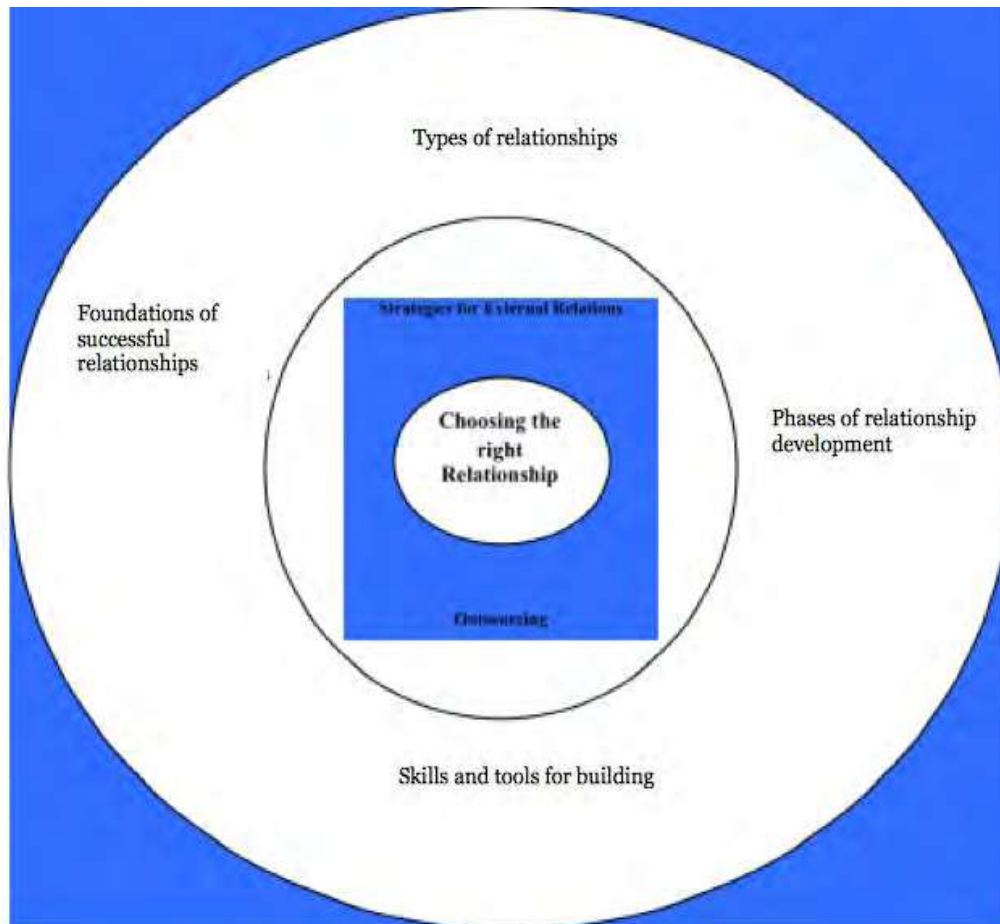 Types of relationships
Foundations of
successful
relationships
Strategies for External Relations
Choosing the
right
Relationship
Phases of relationship
development
Outsourcing
Skills and tools for building